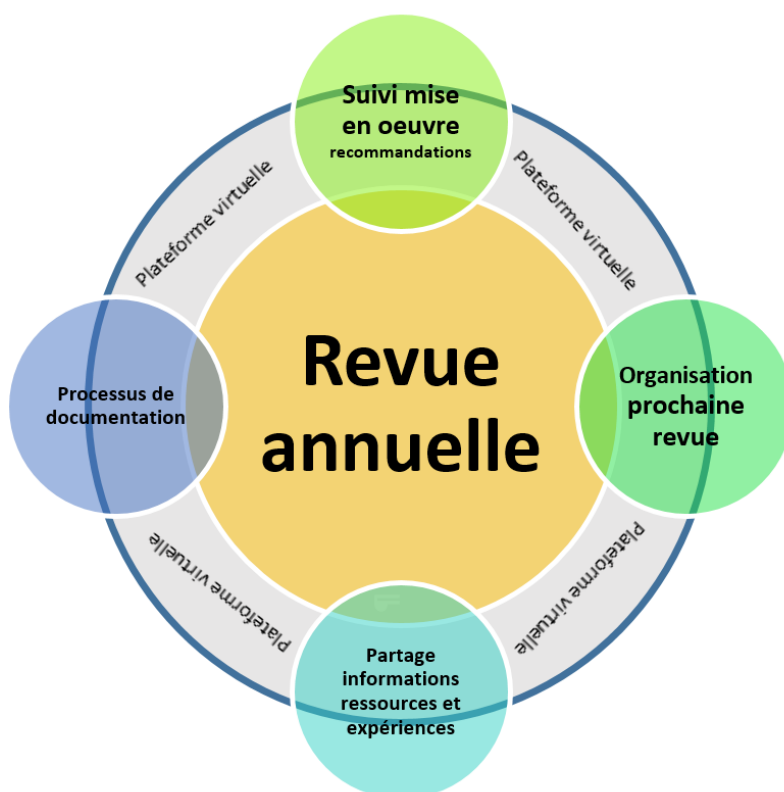 Suivi mise
en oeuvre
recommandations
Plateforme virtuelle
Plateforme virtuelle
Processus de
documentation
Revue
annuelle
Organisation
prochaine
revue
Plateforme virtuelle
Plateforme virtuelle
Partage
informations
ressources et
expériences